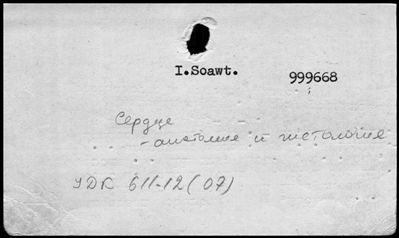 I.Soawt.
999668
Сердце
- анатомия и гистология
УДК 611-12(07)